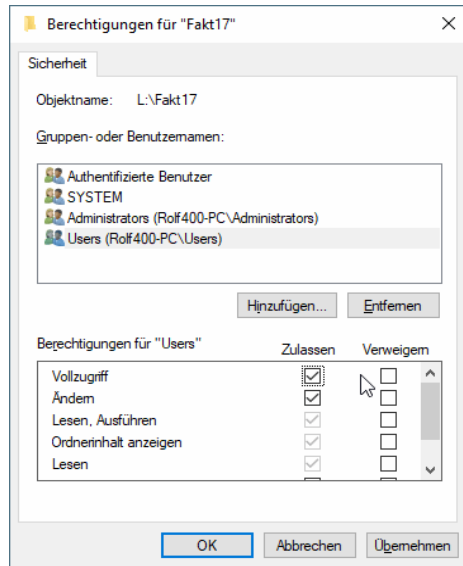 Berechtigungen für "Fakt17"
Sicherheit
Objektname: L:\Fakt17
Gruppen- oder Benutzernamen:
Authentifizierte Benutzer
SYSTEM
Administrators (Rolf400-PC\Administrators)
Users (Rolf400-PC\Users)
Hinzufügen... Entfernen
Berechtigungen für "Users" Zulassen Verweigern
Vollzugriff
Ändern
Lesen, Ausführen
Ordnerinhalt anzeigen
Lesen
OK Abbrechen Übernehmen